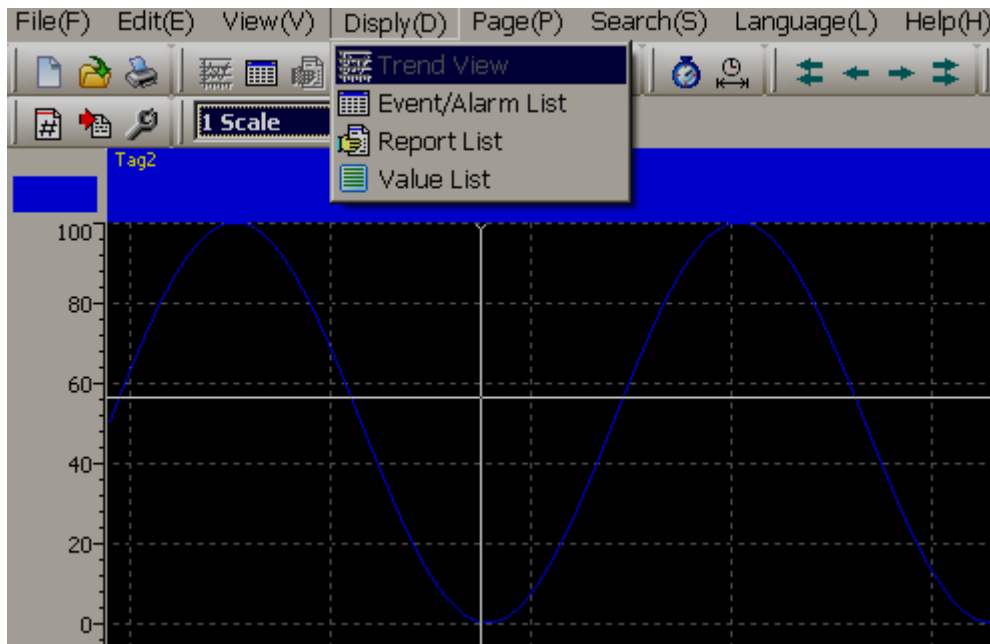 File(F) Edit(E) View(V) Disply(D) Page(P) Search(S) Language(L) Help(H)
Trend View
Event/Alarm List
1 Scale
Report List
Tag2
Value List
100
80
60
40
20
0